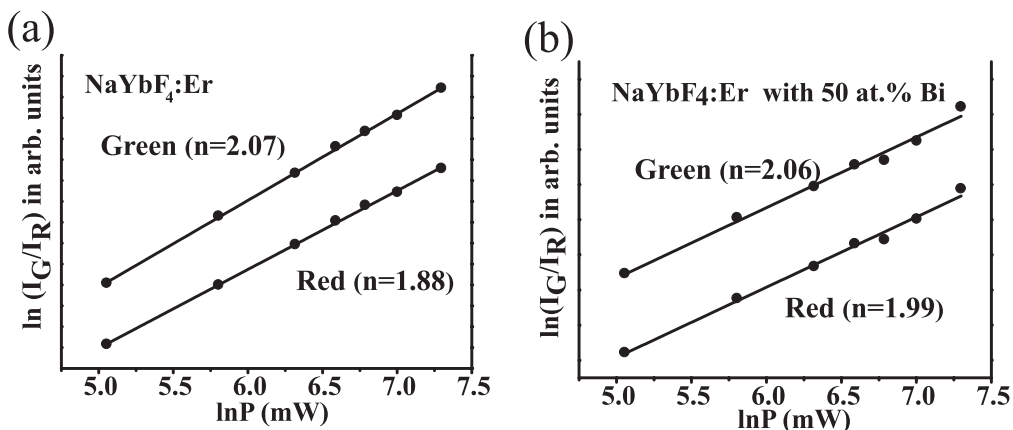 (a)
NaYbF4:Er
Green (n=2.07)
Red (n=1.88)
ln (IG/IR) in arb. units
5.0 5.5 6.0 6.5 7.0 7.5
lnP (mW)
(b)
NaYbF4:Er with 50 at.% Bi
Green (n=2.06)
Red (n=1.99)
ln(IG/IR) in arb. units
5.0 5.5 6.0 6.5 7.0 7.5
lnP (mW)